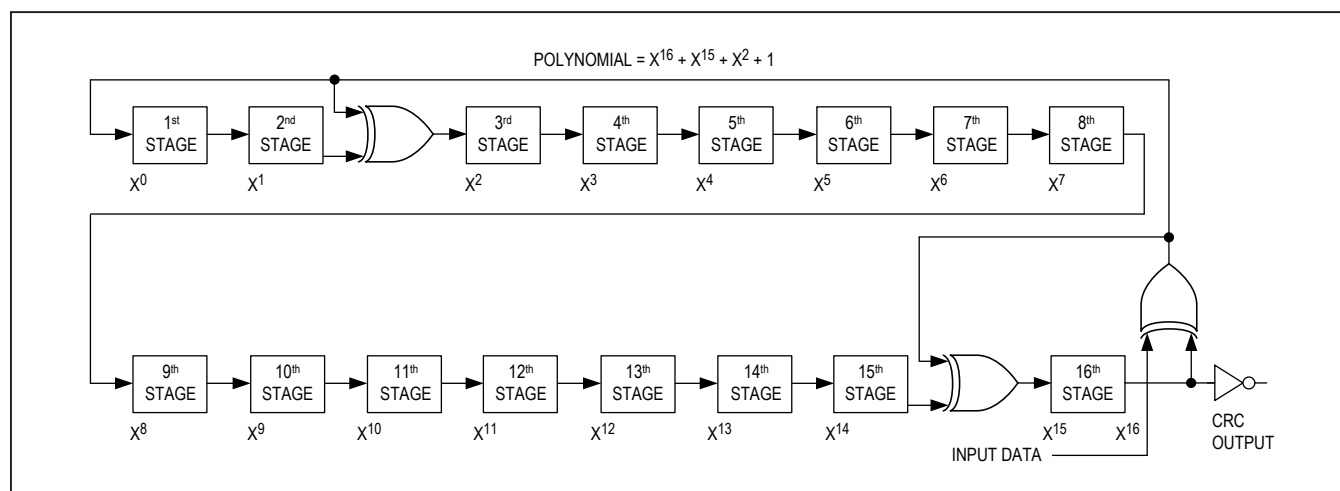 POLYNOMIAL = X16 + X15 + X2 + 1
1st STAGE
2nd STAGE
3rd STAGE
4th STAGE
5th STAGE
6th STAGE
7th STAGE
8th STAGE
X0
X1
X2
X3
X4
X5
X6
X7
9th STAGE
10th STAGE
11th STAGE
12th STAGE
13th STAGE
14th STAGE
15th STAGE
16th STAGE
X8
X9
X10
X11
X12
X13
X14
X15
X16
INPUT DATA
CRC
OUTPUT